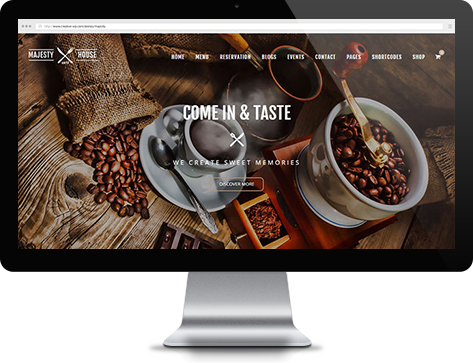 MAJESTY HOUSE
HOME MENU RESERVATION BLOGS EVENTS CONTACT PAGES SHORTCODES SHOP
COME IN & TASTE
WE CREATE SWEET MEMORIES
DISCOVER MORE